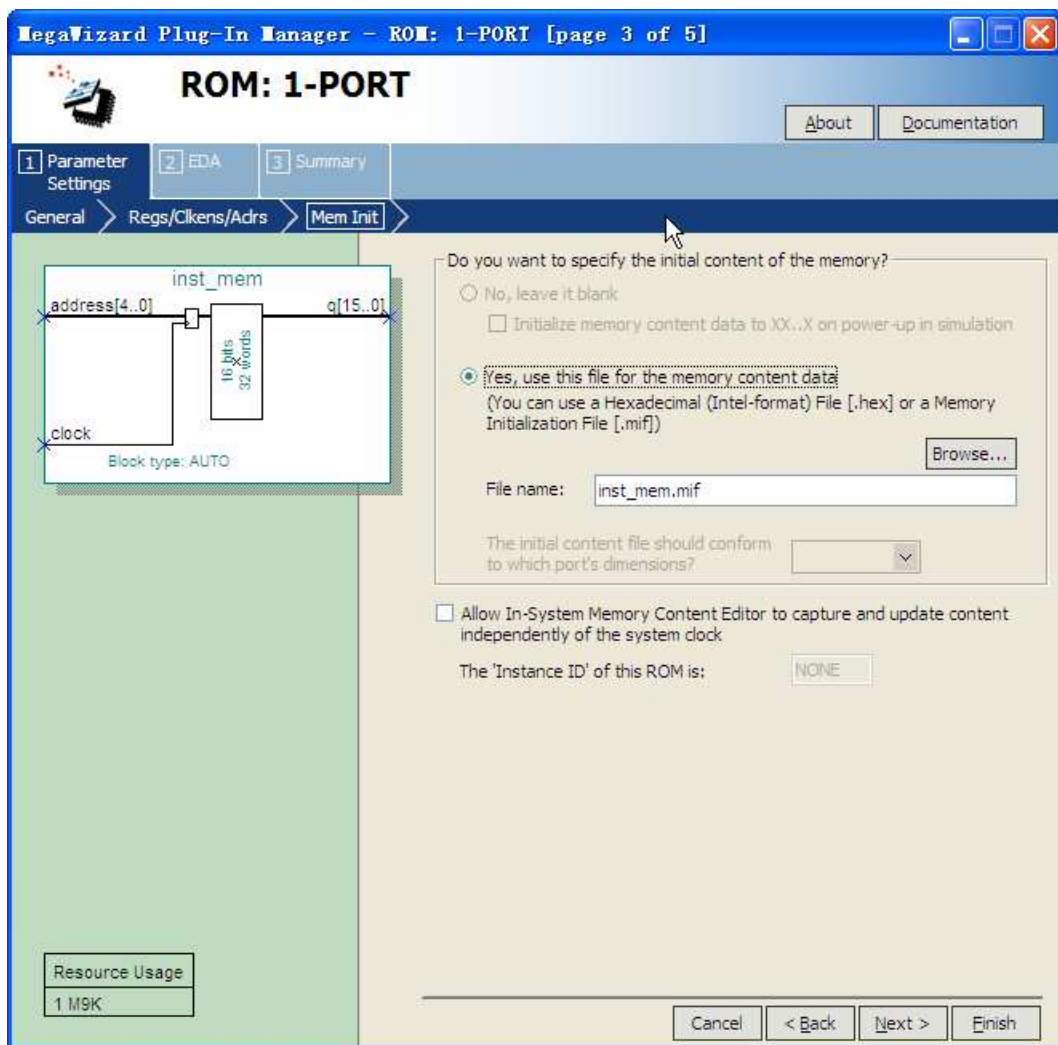 MegaWizard Plug-In Manager - ROM: 1-PORT [page 3 of 5]
ROM: 1-PORT
About
Documentation
1 Parameter Settings
2 EDA
3 Summary
General
Regs/Clkens/Aclrs
Mem Init
inst_mem
address[4..0]
q[15..0]
16 bits
32 words
clock
Block type: AUTO
Do you want to specify the initial content of the memory?
No, leave it blank
Initialize memory content data to XX..X on power-up in simulation
Yes, use this file for the memory content data
(You can use a Hexadecimal (Intel-format) File [.hex] or a Memory
Initialization File [.mif])
Browse...
File name:
inst_mem.mif
The initial content file should conform
to which port's dimensions?
Allow In-System Memory Content Editor to capture and update content
independently of the system clock
The 'Instance ID' of this ROM is:
NONE
Resource Usage
1 M9K
Cancel
< Back
Next >
Finish